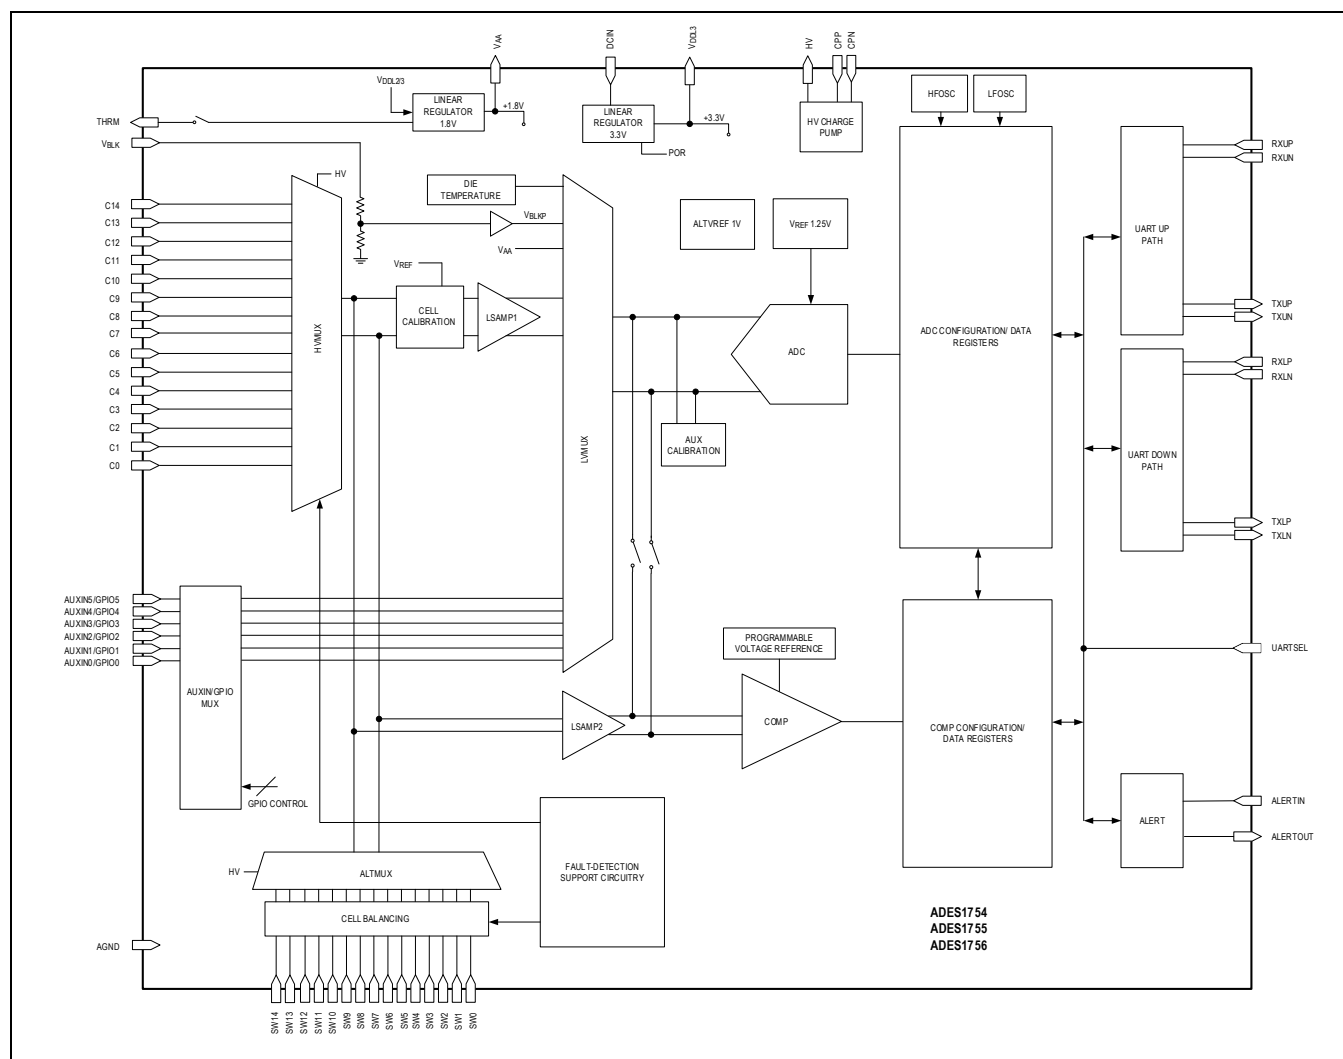 VAA
DCIN
VDDL3
HV
CPP
CPN
VDDL2/3
LINEAR
REGULATOR
1.8V
+1.8V
LINEAR
REGULATOR
3.3V
+3.3V
POR
HV CHARGE
PUMP
HFOSC
LFOSC
THRM
VBLK
HV
DIE
TEMPERATURE
VBLKP
VAA
ALTVREF 1V
VREF 1.25V
RXUP
RXUN
C14
C13
C12
C11
C10
C9
C8
C7
C6
C5
C4
C3
C2
C1
C0
HVMUX
VREF
CELL
CALIBRATION
LSAMP1
LVMUX
ADC
AUX
CALIBRATION
ADC CONFIGURATION/ DATA
REGISTERS
UART UP
PATH
TXUP
TXUN
RXLP
RXLN
UART DOWN
PATH
TXLP
TXLN
AUXIN5/GPIO5
AUXIN4/GPIO4
AUXIN3/GPIO3
AUXIN2/GPIO2
AUXIN1/GPIO1
AUXIN0/GPIO0
AUXIN/GPIO
MUX
GPIO CONTROL
PROGRAMMABLE
VOLTAGE REFERENCE
LSAMP2
COMP
COMP CONFIGURATION/
DATA REGISTERS
UARTSEL
ALERT
ALERTIN
ALERTOUT
HV
ALTMUX
CELL BALANCING
FAULT-DETECTION
SUPPORT CIRCUITRY
ADES1754
ADES1755
ADES1756
AGND
SW14
SW13
SW12
SW11
SW10
SW9
SW8
SW7
SW6
SW5
SW4
SW3
SW2
SW1
SW0